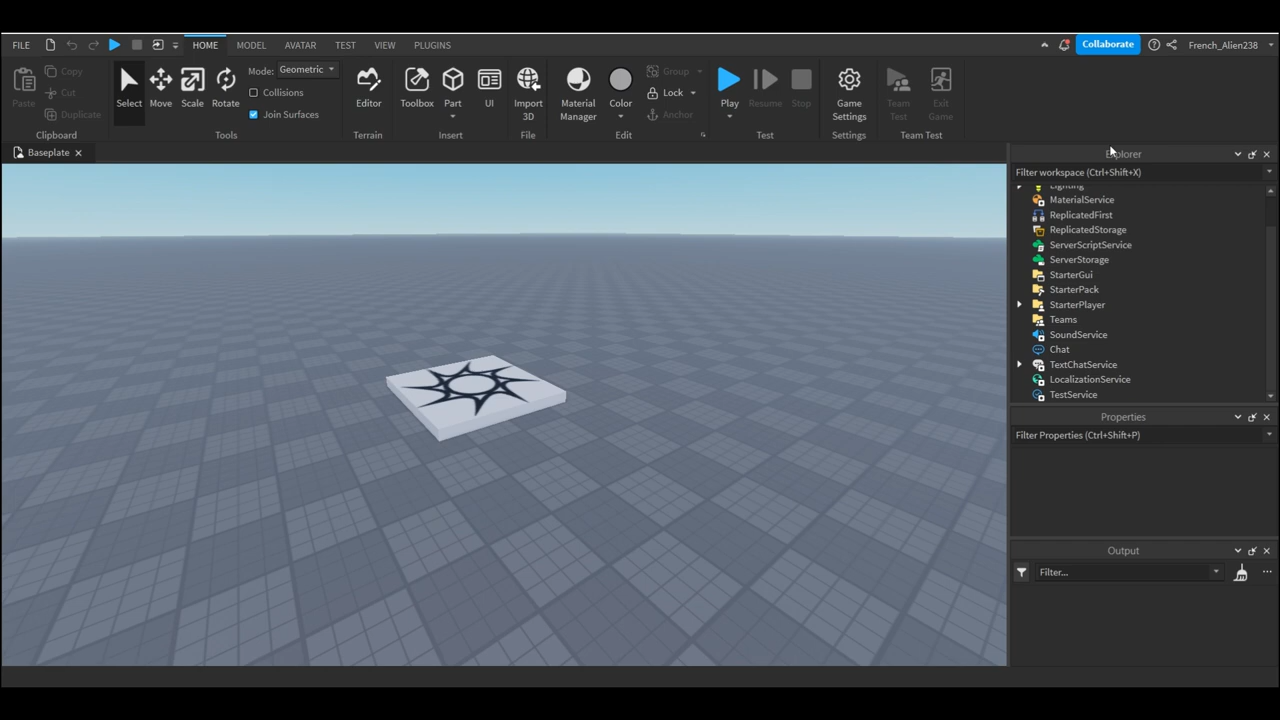 FILE HOME MODEL AVATAR TEST VIEW PLUGINS Collaborate French_Alien238
Paste Copy Cut Duplicate Clipboard
Select Move Scale Rotate Mode: Geometric Collisions Join Surfaces Tools
Editor Terrain
Toolbox Part UI Insert
Import 3D File
Material Manager Color Group Lock Anchor Edit
Play Resume Stop Test
Game Settings Settings
Team Test Exit Game Team Test
Baseplate
Explorer
Filter workspace (Ctrl+Shift+X)
Lighting
MaterialService
ReplicatedFirst
ReplicatedStorage
ServerScriptService
ServerStorage
StarterGui
StarterPack
StarterPlayer
Teams
SoundService
Chat
TextChatService
LocalizationService
TestService
Properties
Filter Properties (Ctrl+Shift+P)
Output
Filter...